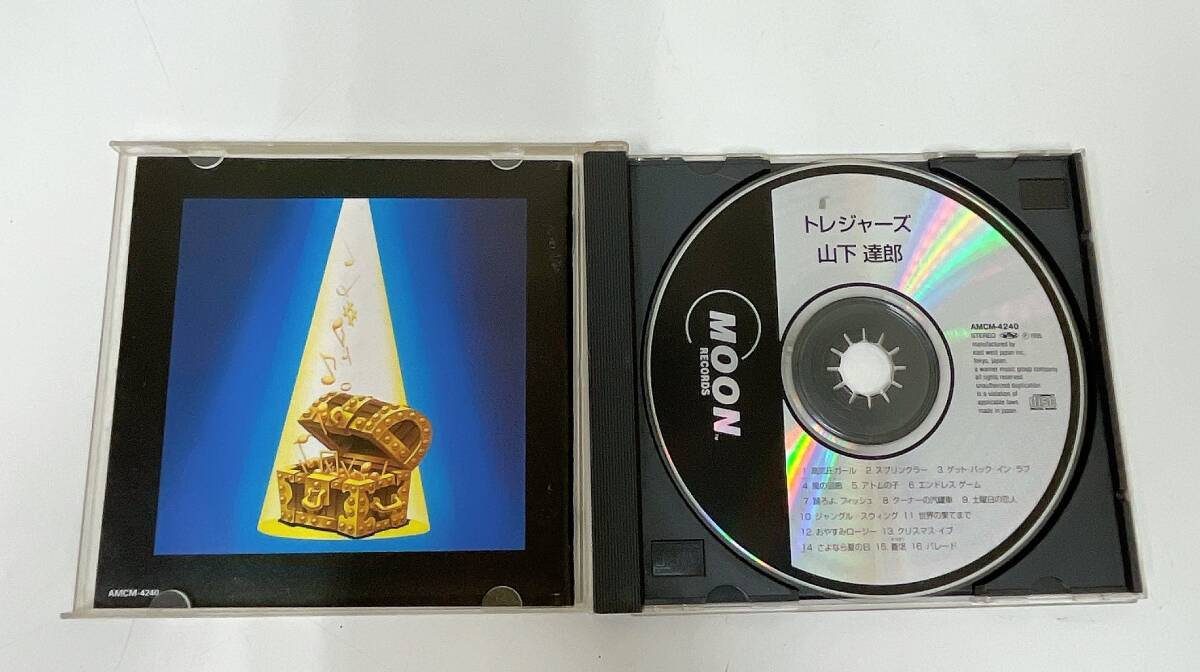 AMCM-4240
トレジャーズ
山下 達郎
MOON
RECORDS
TM
AMCM-4240
STEREO ℗ 1995
manufactured by
east west japan inc.
tokyo, japan.
a warner music group company
all rights reserved.
unauthorized duplication
is a violation of
applicable laws.
made in japan
1. 高気圧ガール 2. スプリンクラー 3. ゲット・バック・イン・ラブ
4. 風の回廊 5. アトムの子 6. エンドレス ゲーム
7. 踊ろよ、フィッシュ 8. ターナーの汽罐車 9. 土曜日の恋人
10. ジャングル・スウィング 11. 世界の果てまで
12. おやすみロージー 13. クリスマス・イブ
14. さよなら夏の日 15. 蒼氓 16. パレード